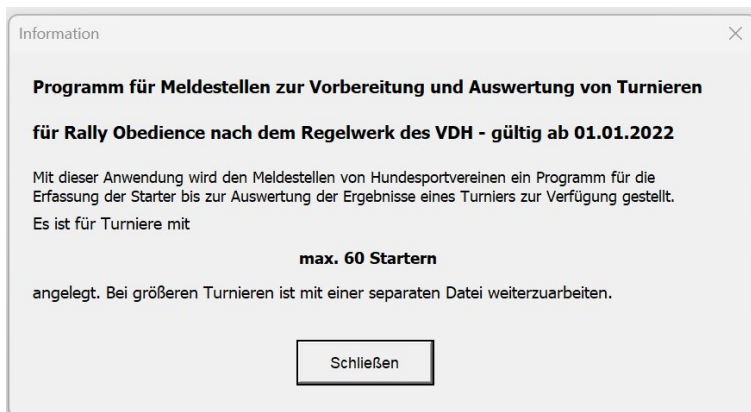 Information
Programm für Meldestellen zur Vorbereitung und Auswertung von Turnieren
für Rally Obedience nach dem Regelwerk des VDH - gültig ab 01.01.2022
Mit dieser Anwendung wird den Meldestellen von Hundesportvereinen ein Programm für die
Erfassung der Starter bis zur Auswertung der Ergebnisse eines Turniers zur Verfügung gestellt.
Es ist für Turniere mit
max. 60 Startern
angelegt. Bei größeren Turnieren ist mit einer separaten Datei weiterzuarbeiten.
Schließen